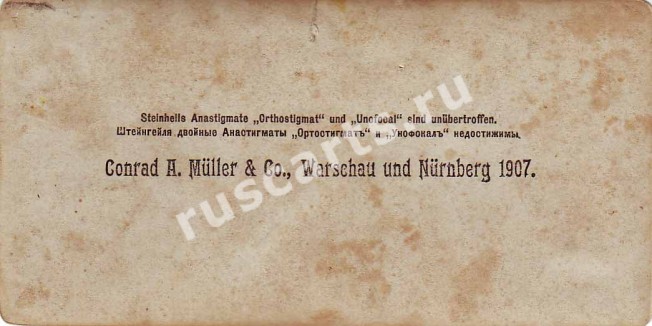 Steinheils Anastigmate „Orthostigmat“ und „Unofocal“ sind unübertroffen.
Штейнгейля двойные Анастигматы „Ортостигматъ“ и „Унофокалъ“ недостижимы.
Conrad A. Müller & Co., Warschau und Nürnberg 1907.
ruscarts.ru